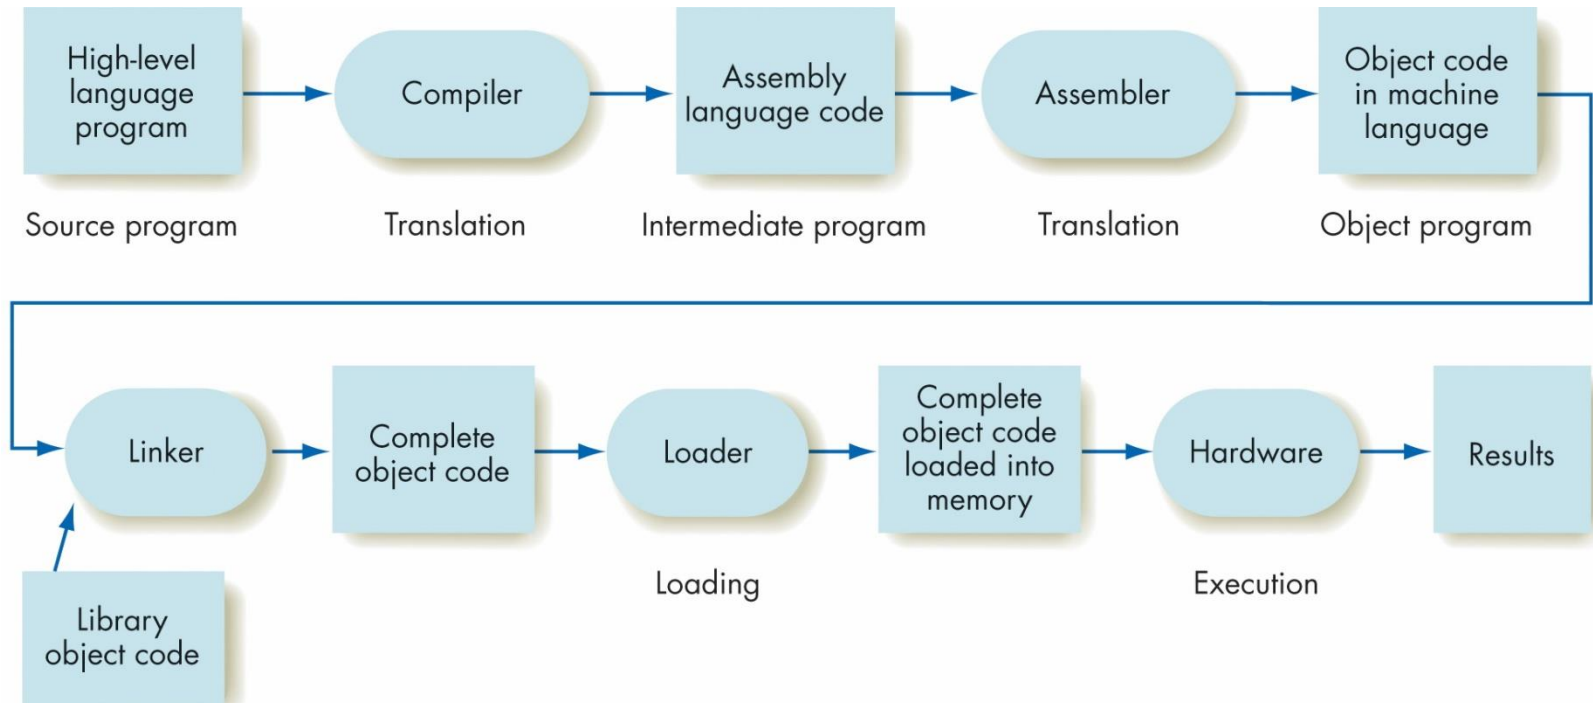 High-level
language
program
Compiler
Assembly
language code
Assembler
Object code
in machine
language
Source program
Translation
Intermediate program
Translation
Object program
Linker
Complete
object code
Loader
Complete
object code
loaded into
memory
Hardware
Results
Loading
Execution
Library
object code